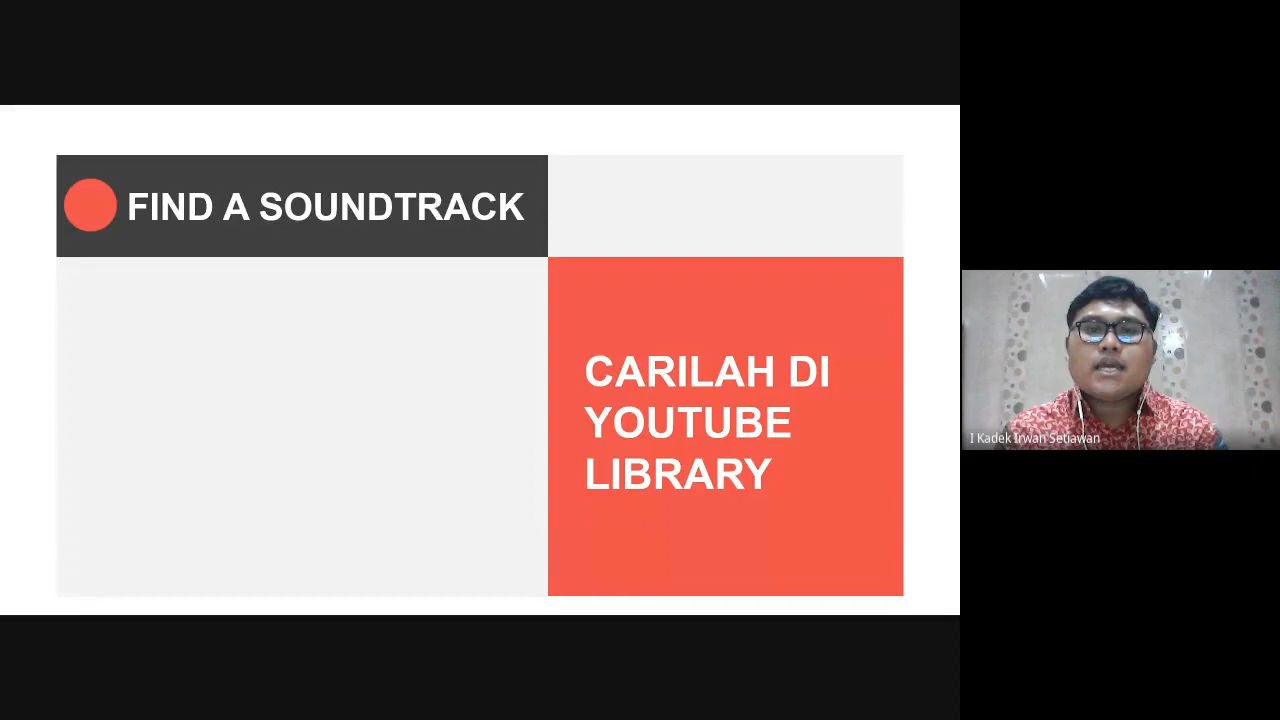 FIND A SOUNDTRACK
CARILAH DI
YOUTUBE
LIBRARY
I Kadek Irwan Setiawan